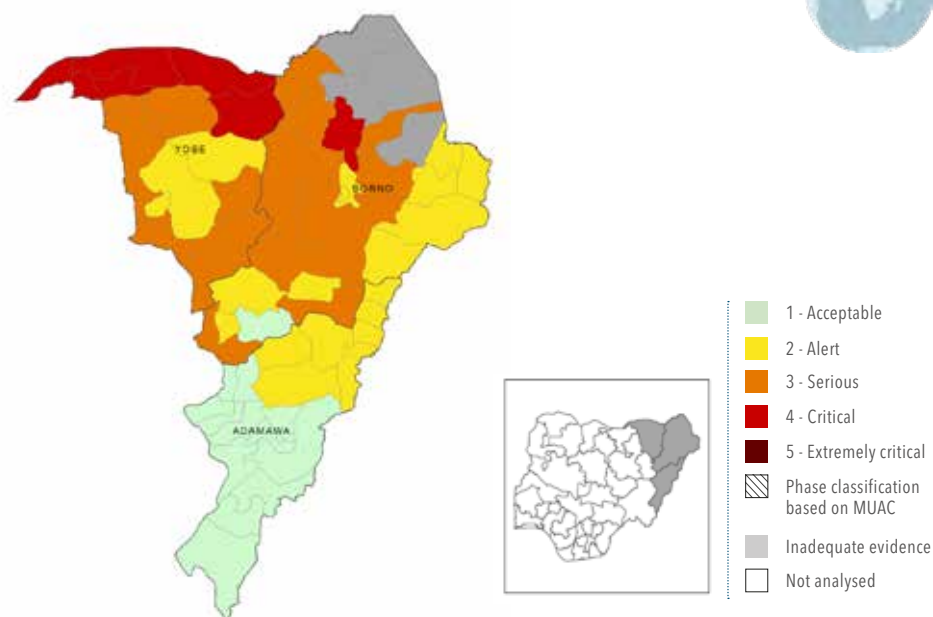 YOBE
BORNO
ADAMAWA
1 - Acceptable
2 - Alert
3 - Serious
4 - Critical
5 - Extremely critical
Phase classification
based on MUAC
Inadequate evidence
Not analysed